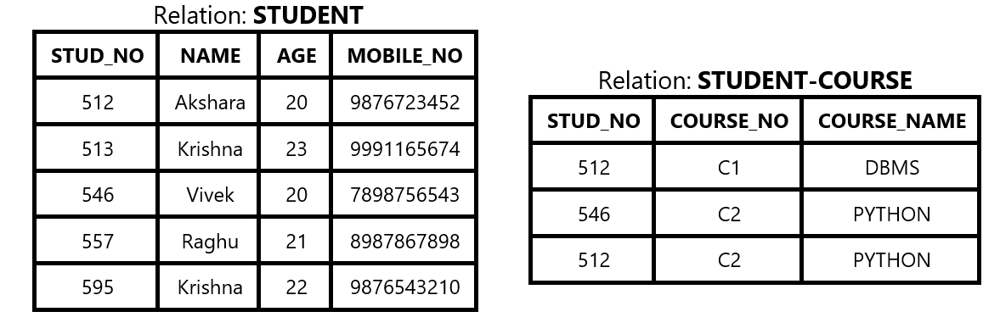 Relation: STUDENT
STUD_NO NAME AGE MOBILE_NO
512 Akshara 20 9876723452
513 Krishna 23 9991165674
546 Vivek 20 7898756543
557 Raghu 21 8987867898
595 Krishna 22 9876543210
Relation: STUDENT-COURSE
STUD_NO COURSE_NO COURSE_NAME
512 C1 DBMS
546 C2 PYTHON
512 C2 PYTHON